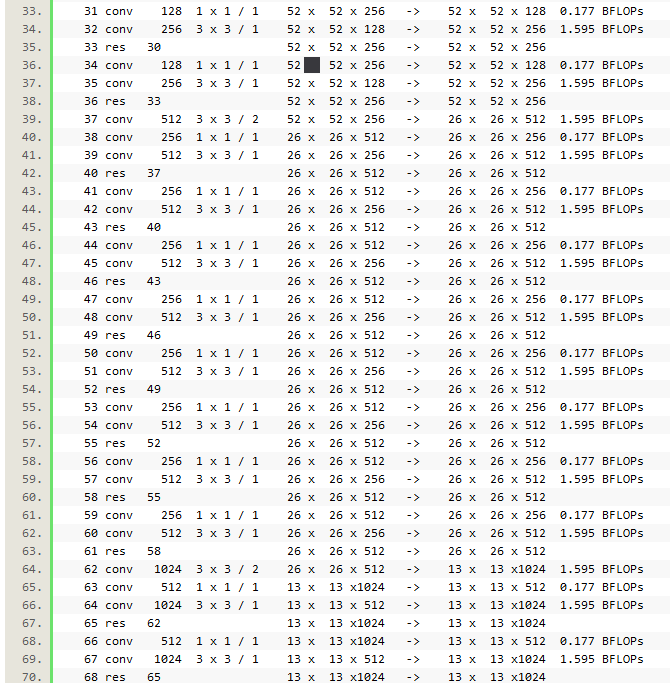 33. 31 conv 128 1 x 1 / 1 52 x 52 x 256 -> 52 x 52 x 128 0.177 BFLOPs
34. 32 conv 256 3 x 3 / 1 52 x 52 x 128 -> 52 x 52 x 256 1.595 BFLOPs
35. 33 res 30 52 x 52 x 256 -> 52 x 52 x 256
36. 34 conv 128 1 x 1 / 1 52 52 x 256 -> 52 x 52 x 128 0.177 BFLOPs
37. 35 conv 256 3 x 3 / 1 52 x 52 x 128 -> 52 x 52 x 256 1.595 BFLOPs
38. 36 res 33 52 x 52 x 256 -> 52 x 52 x 256
39. 37 conv 512 3 x 3 / 2 52 x 52 x 256 -> 26 x 26 x 512 1.595 BFLOPs
40. 38 conv 256 1 x 1 / 1 26 x 26 x 512 -> 26 x 26 x 256 0.177 BFLOPs
41. 39 conv 512 3 x 3 / 1 26 x 26 x 256 -> 26 x 26 x 512 1.595 BFLOPs
42. 40 res 37 26 x 26 x 512 -> 26 x 26 x 512
43. 41 conv 256 1 x 1 / 1 26 x 26 x 512 -> 26 x 26 x 256 0.177 BFLOPs
44. 42 conv 512 3 x 3 / 1 26 x 26 x 256 -> 26 x 26 x 512 1.595 BFLOPs
45. 43 res 40 26 x 26 x 512 -> 26 x 26 x 512
46. 44 conv 256 1 x 1 / 1 26 x 26 x 512 -> 26 x 26 x 256 0.177 BFLOPs
47. 45 conv 512 3 x 3 / 1 26 x 26 x 256 -> 26 x 26 x 512 1.595 BFLOPs
48. 46 res 43 26 x 26 x 512 -> 26 x 26 x 512
49. 47 conv 256 1 x 1 / 1 26 x 26 x 512 -> 26 x 26 x 256 0.177 BFLOPs
50. 48 conv 512 3 x 3 / 1 26 x 26 x 256 -> 26 x 26 x 512 1.595 BFLOPs
51. 49 res 46 26 x 26 x 512 -> 26 x 26 x 512
52. 50 conv 256 1 x 1 / 1 26 x 26 x 512 -> 26 x 26 x 256 0.177 BFLOPs
53. 51 conv 512 3 x 3 / 1 26 x 26 x 256 -> 26 x 26 x 512 1.595 BFLOPs
54. 52 res 49 26 x 26 x 512 -> 26 x 26 x 512
55. 53 conv 256 1 x 1 / 1 26 x 26 x 512 -> 26 x 26 x 256 0.177 BFLOPs
56. 54 conv 512 3 x 3 / 1 26 x 26 x 256 -> 26 x 26 x 512 1.595 BFLOPs
57. 55 res 52 26 x 26 x 512 -> 26 x 26 x 512
58. 56 conv 256 1 x 1 / 1 26 x 26 x 512 -> 26 x 26 x 256 0.177 BFLOPs
59. 57 conv 512 3 x 3 / 1 26 x 26 x 256 -> 26 x 26 x 512 1.595 BFLOPs
60. 58 res 55 26 x 26 x 512 -> 26 x 26 x 512
61. 59 conv 256 1 x 1 / 1 26 x 26 x 512 -> 26 x 26 x 256 0.177 BFLOPs
62. 60 conv 512 3 x 3 / 1 26 x 26 x 256 -> 26 x 26 x 512 1.595 BFLOPs
63. 61 res 58 26 x 26 x 512 -> 26 x 26 x 512
64. 62 conv 1024 3 x 3 / 2 26 x 26 x 512 -> 13 x 13 x1024 1.595 BFLOPs
65. 63 conv 512 1 x 1 / 1 13 x 13 x1024 -> 13 x 13 x 512 0.177 BFLOPs
66. 64 conv 1024 3 x 3 / 1 13 x 13 x 512 -> 13 x 13 x1024 1.595 BFLOPs
67. 65 res 62 13 x 13 x1024 -> 13 x 13 x1024
68. 66 conv 512 1 x 1 / 1 13 x 13 x1024 -> 13 x 13 x 512 0.177 BFLOPs
69. 67 conv 1024 3 x 3 / 1 13 x 13 x 512 -> 13 x 13 x1024 1.595 BFLOPs
70. 68 res 65 13 x 13 x1024 -> 13 x 13 x1024